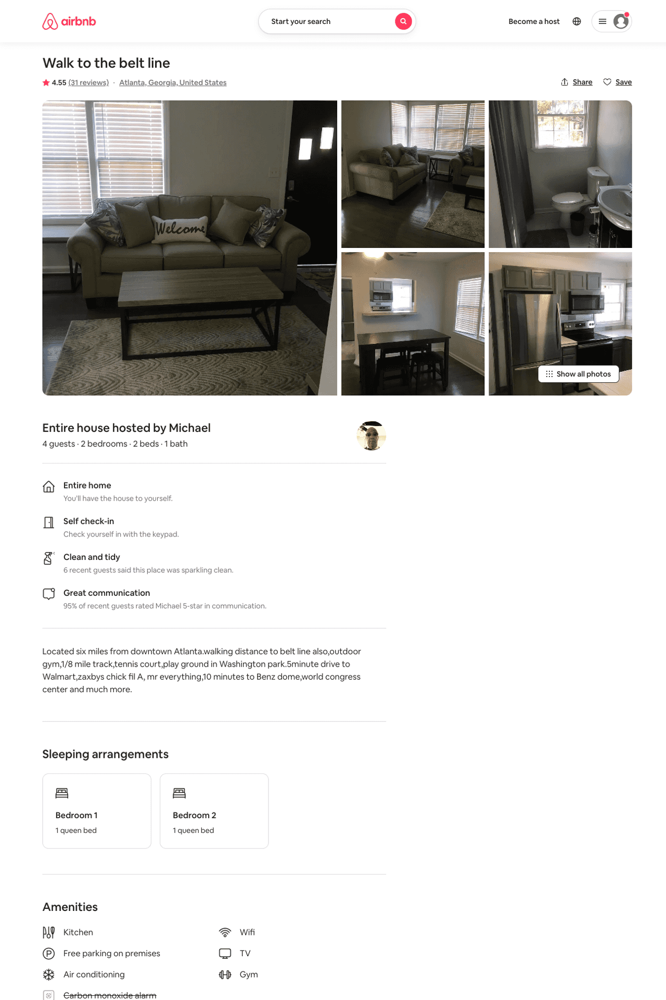 airbnb
Start your search
Become a host
Walk to the belt line
4.55 (31 reviews) · Atlanta, Georgia, United States
Share
Save
Welcome
Show all photos
Entire house hosted by Michael
4 guests · 2 bedrooms · 2 beds · 1 bath
Entire home
You'll have the house to yourself.
Self check-in
Check yourself in with the keypad.
Clean and tidy
6 recent guests said this place was sparkling clean.
Great communication
95% of recent guests rated Michael 5-star in communication.
Located six miles from downtown Atlanta.walking distance to belt line also,outdoor
gym,1/8 mile track,tennis court,play ground in Washington park.5minute drive to
Walmart,zaxbys chick fil A, mr everything,10 minutes to Benz dome,world congress
center and much more.
Sleeping arrangements
Bedroom 1
1 queen bed
Bedroom 2
1 queen bed
Amenities
Kitchen
Wifi
Free parking on premises
TV
Air conditioning
Gym
Carbon monoxide alarm